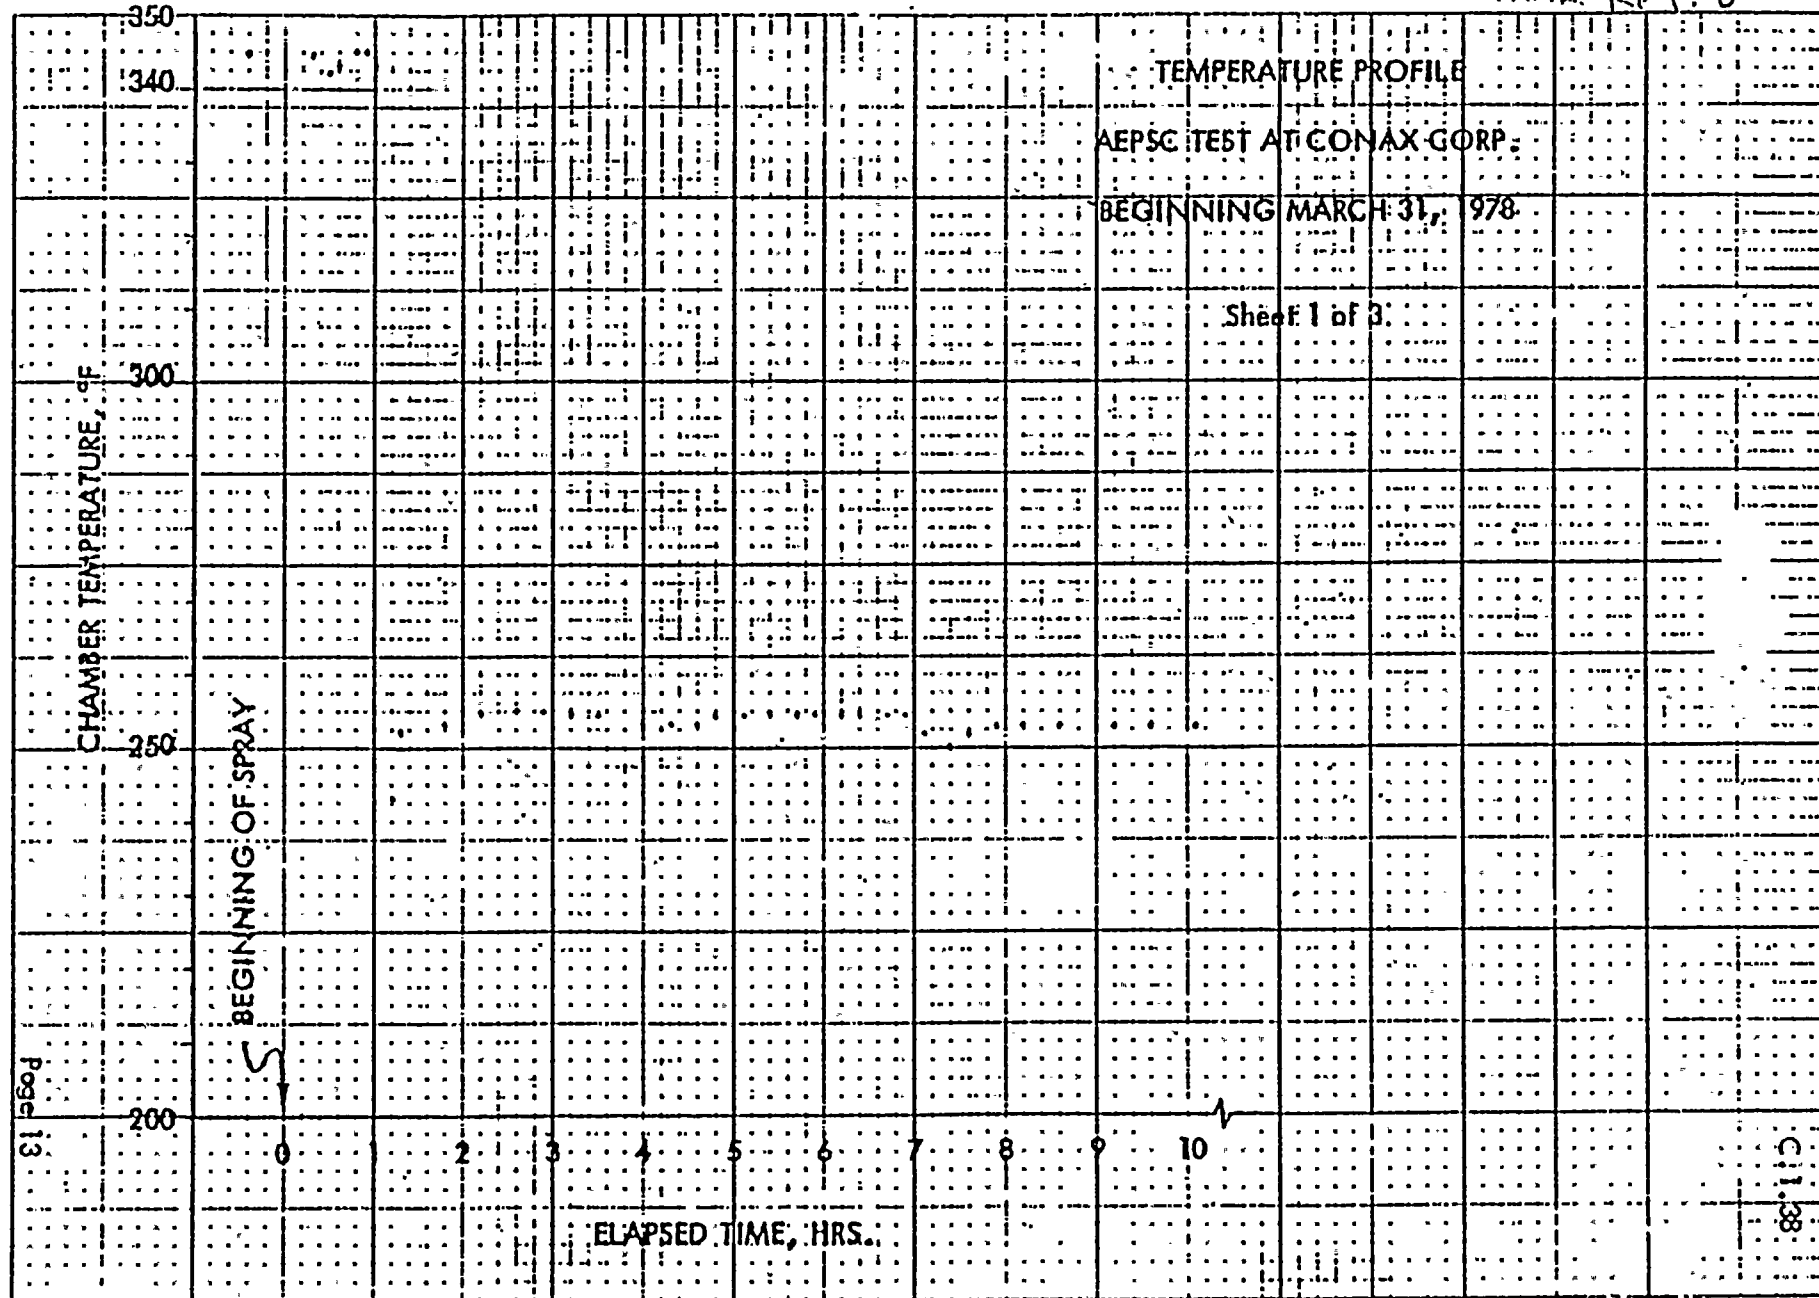 TEMPERATURE PROFILE
AEPSC TEST AT CONAX CORP.
BEGINNING MARCH 31, 1978
Sheet 1 of 3
CHAMBER TEMPERATURE, °F
350
340
300
250
200
BEGINNING OF SPRAY
0 1 2 3 4 5 6 7 8 9 10
ELAPSED TIME, HRS.
Page 13
C.1.38